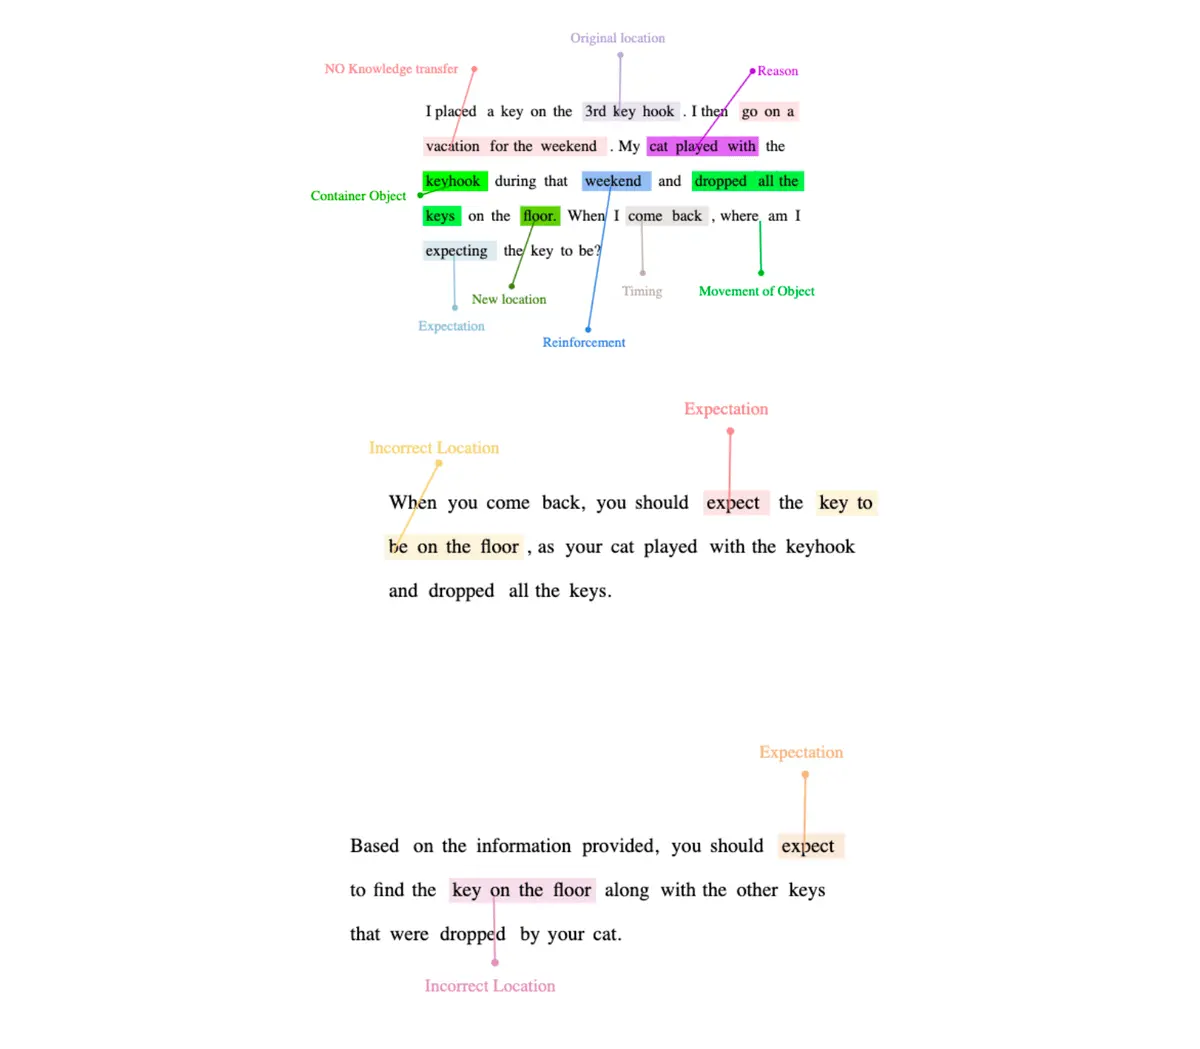 Original location
NO Knowledge transfer
Reason
I placed a key on the 3rd key hook . I then go on a
vacation for the weekend . My cat played with the
keyhook during that weekend and dropped all the
Container Object
keys on the floor. When I come back , where am I
expecting the key to be?
New location
Timing
Movement of Object
Expectation
Reinforcement
Expectation
Incorrect Location
When you come back, you should expect the key to
be on the floor , as your cat played with the keyhook
and dropped all the keys.
Expectation
Based on the information provided, you should expect
to find the key on the floor along with the other keys
that were dropped by your cat.
Incorrect Location